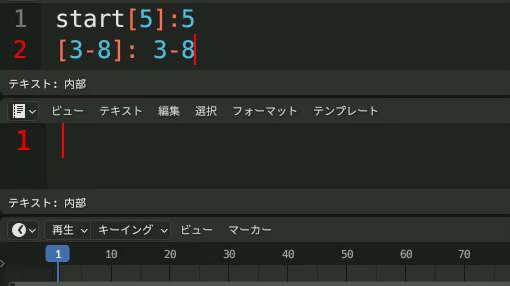 1 start[5]:5
2 [3-8]: 3-8
テキスト: 内部
ビュー テキスト 編集 選択 フォーマット テンプレート
1
テキスト: 内部
再生 キーイング ビュー マーカー
1 10 20 30 40 50 60 70